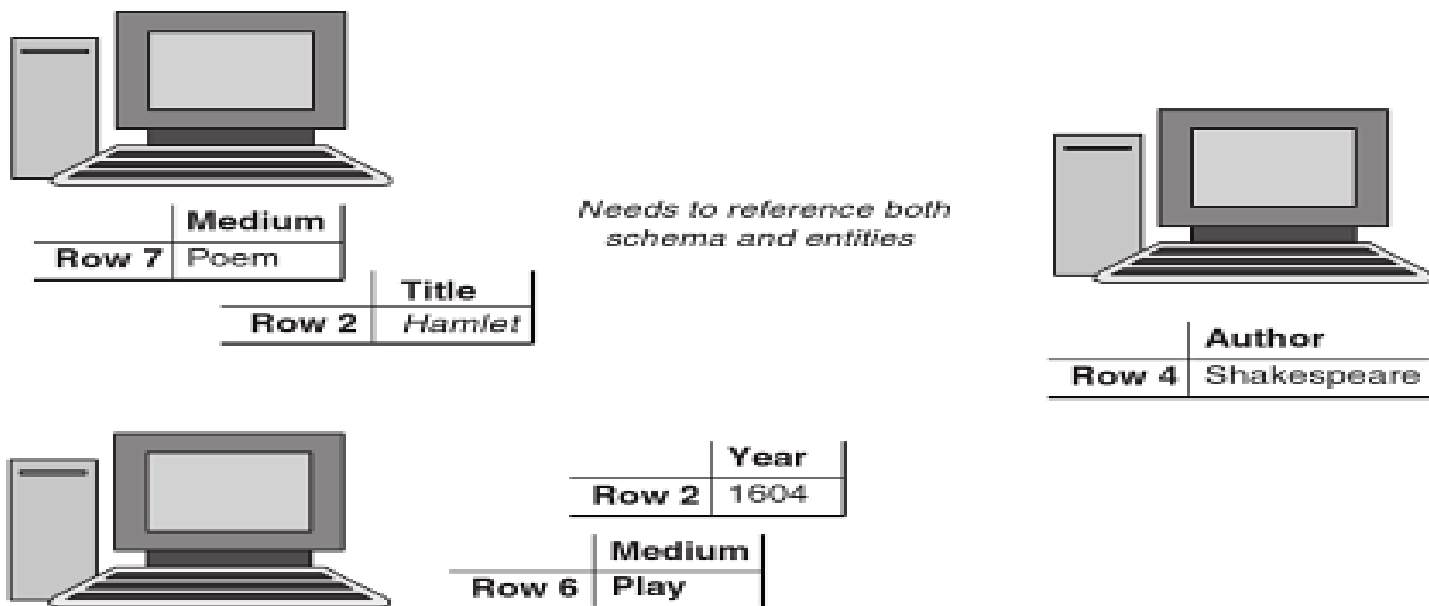 Medium
Row 7 Poem
Title
Row 2 Hamlet
Needs to reference both
schema and entities
Author
Row 4 Shakespeare
Year
Row 2 1604
Medium
Row 6 Play